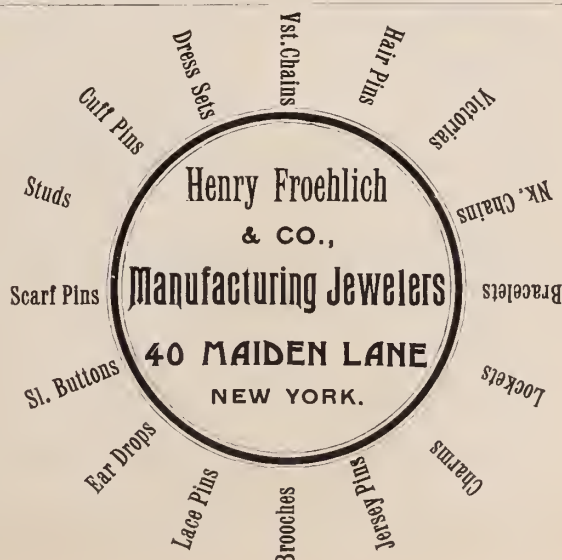 Henry Froehlich
& CO.,
Manufacturing Jewelers
40 MAIDEN LANE
NEW YORK.
Vst. Chains
Hair Pins
Victorias
Nk. Chains
Bracelets
Lockets
Charms
Jersey Pins
Brooches
Lace Pins
Ear Drops
Sl. Buttons
Scarf Pins
Studs
Cuff Pins
Dress Sets